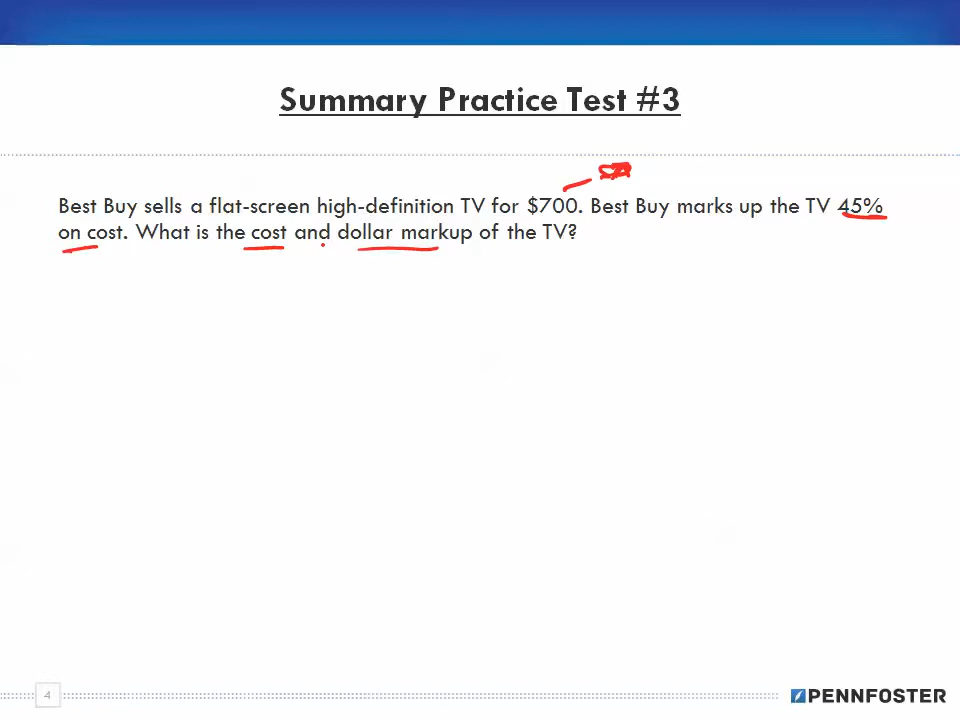 Summary Practice Test #3
Best Buy sells a flat-screen high-definition TV for $700. Best Buy marks up the TV 45%
on cost. What is the cost and dollar markup of the TV?
4
PENNFOSTER